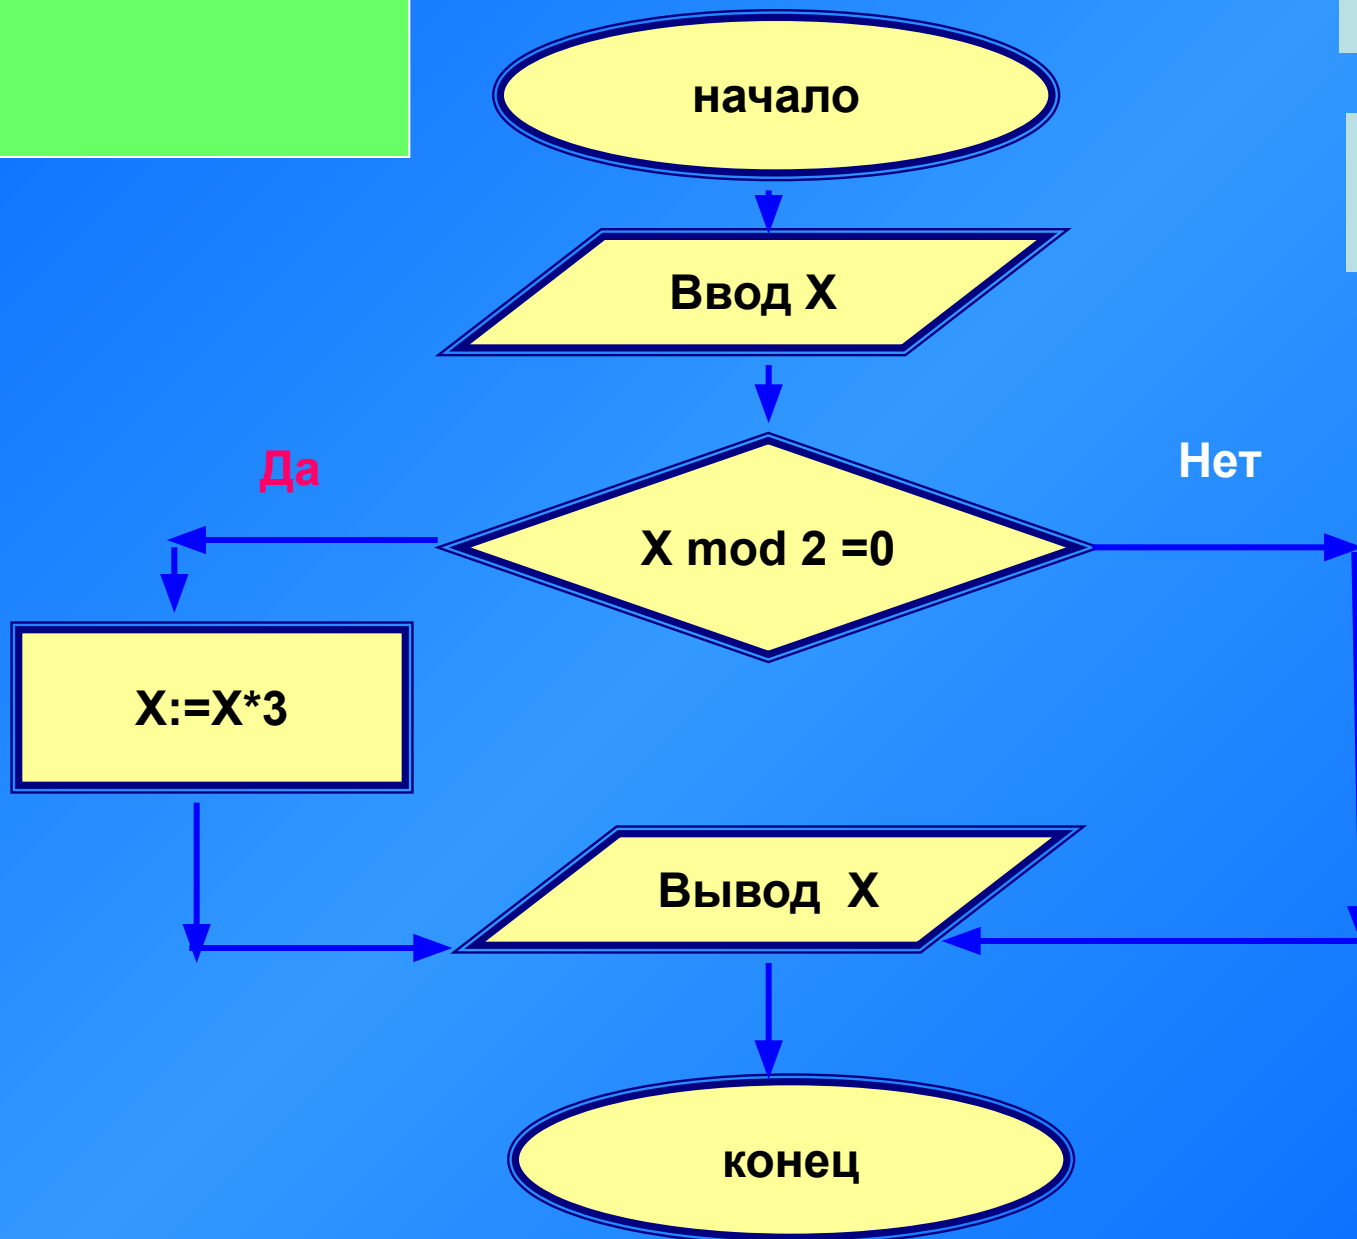 начало
Ввод X
Да
Нет
X mod 2 =0
X:=X*3
Вывод X
конец